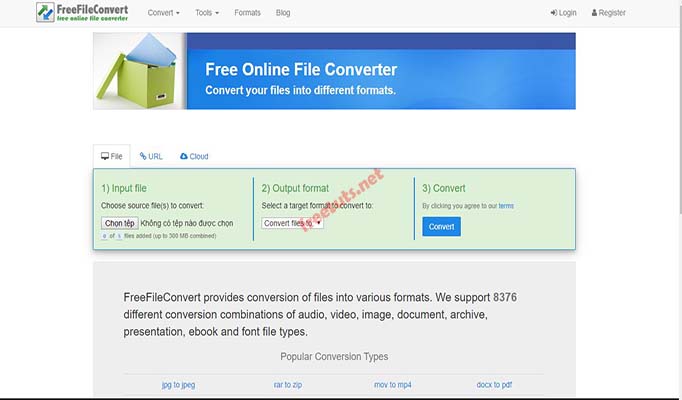 FreeFileConvert
free online file converter
Convert Tools Formats Blog
Login Register
Free Online File Converter
Convert your files into different formats.
File URL Cloud
1) Input file
Choose source file(s) to convert:
Chọn tệp Không có tệp nào được chọn
0 of 5 files added (up to 300 MB combined)
2) Output format
Select a target format to convert to:
Convert files to
3) Convert
By clicking you agree to our terms
Convert
freetuts.net
FreeFileConvert provides conversion of files into various formats. We support 8376
different conversion combinations of audio, video, image, document, archive,
presentation, ebook and font file types.
Popular Conversion Types
jpg to jpeg rar to zip mov to mp4 docx to pdf